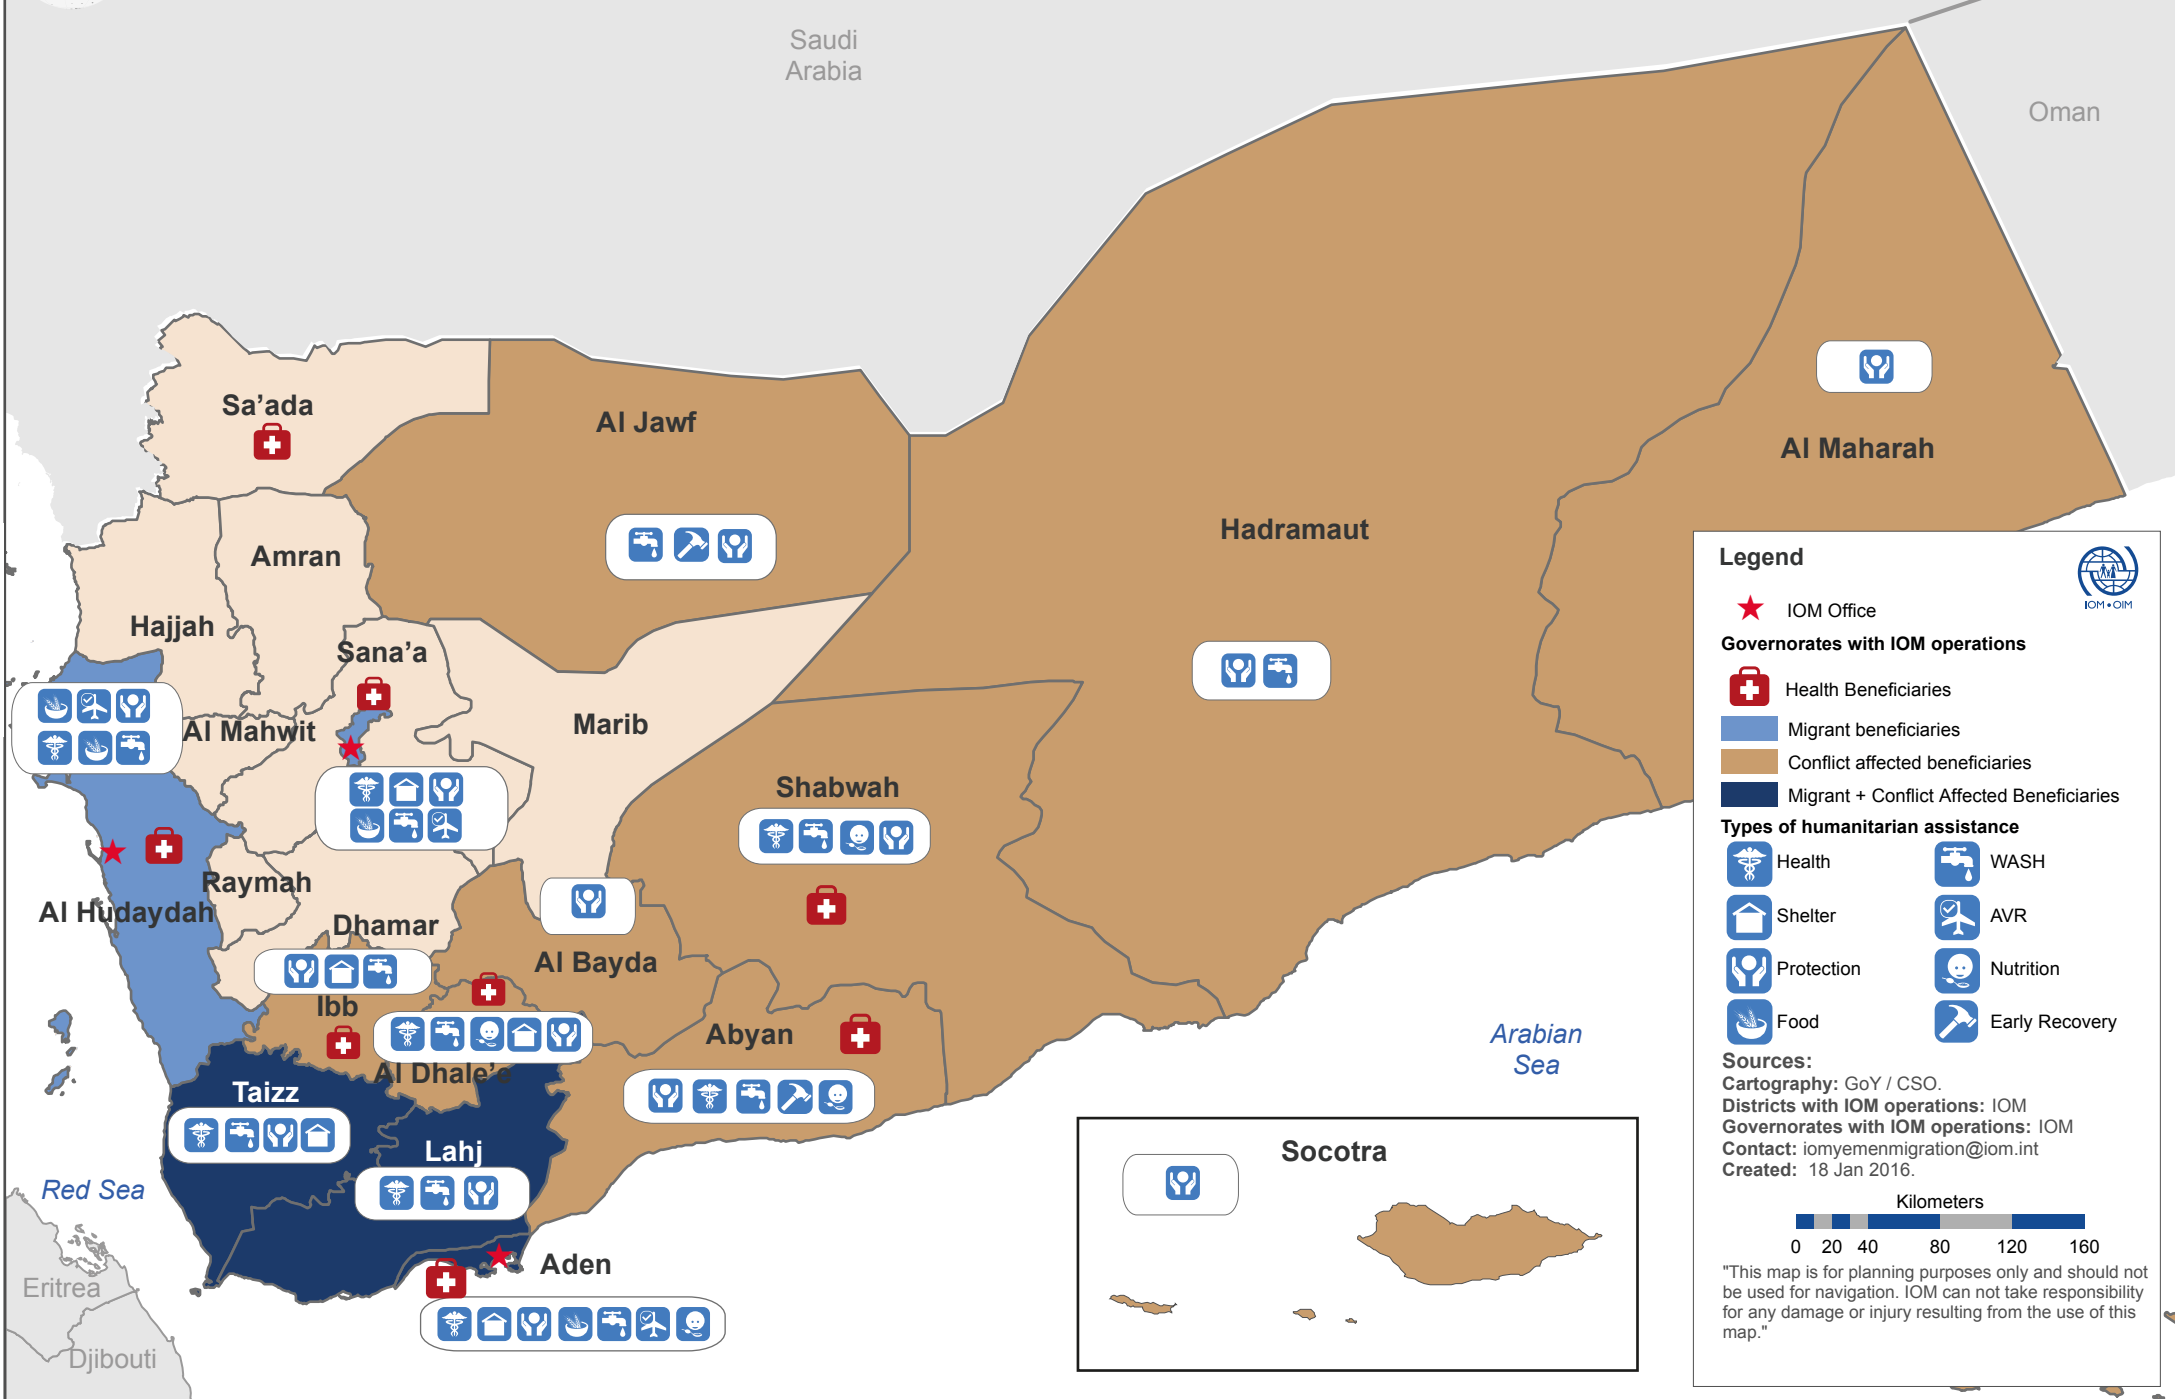 Saudi
Arabia
Oman
Sa'ada
Al Jawf
Al Maharah
Hadramaut
Amran
Hajjah
Sana'a
Al Mahwit
Marib
Shabwah
Raymah
Al Hudaydah
Dhamar
Al Bayda
Ibb
Abyan
Al Dhale'a
Taizz
Lahj
Aden
Arabian
Sea
Red Sea
Eritrea
Djibouti
Socotra
Legend
IOM • OIM
IOM Office
Governorates with IOM operations
Health Beneficiaries
Migrant beneficiaries
Conflict affected beneficiaries
Migrant + Conflict Affected Beneficiaries
Types of humanitarian assistance
Health WASH
Shelter AVR
Protection Nutrition
Food Early Recovery
Sources:
Cartography: GoY / CSO.
Districts with IOM operations: IOM
Governorates with IOM operations: IOM
Contact: iomyemenmigration@iom.int
Created: 18 Jan 2016.
Kilometers
0 20 40 80 120 160
"This map is for planning purposes only and should not
be used for navigation. IOM can not take responsibility
for any damage or injury resulting from the use of this
map."